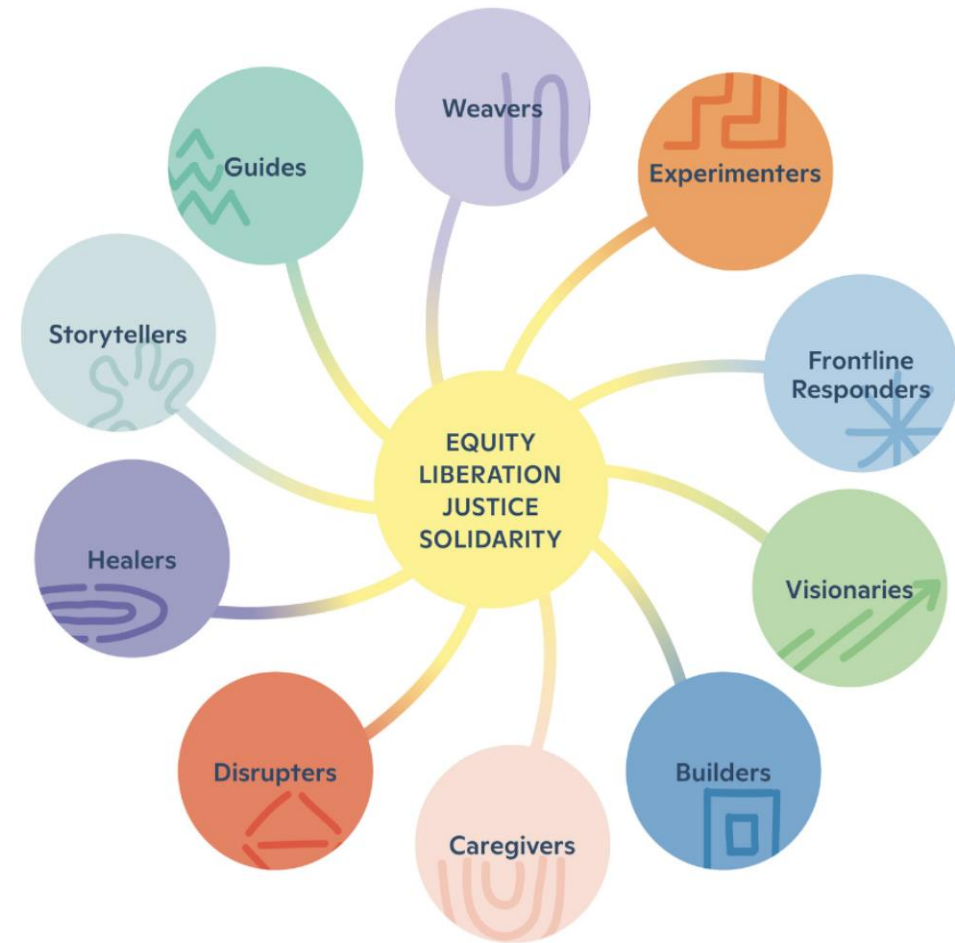 Weavers
Experimenters
Frontline
Responders
Visionaries
Builders
Caregivers
Disrupters
Healers
Storytellers
Guides
EQUITY
LIBERATION
JUSTICE
SOLIDARITY